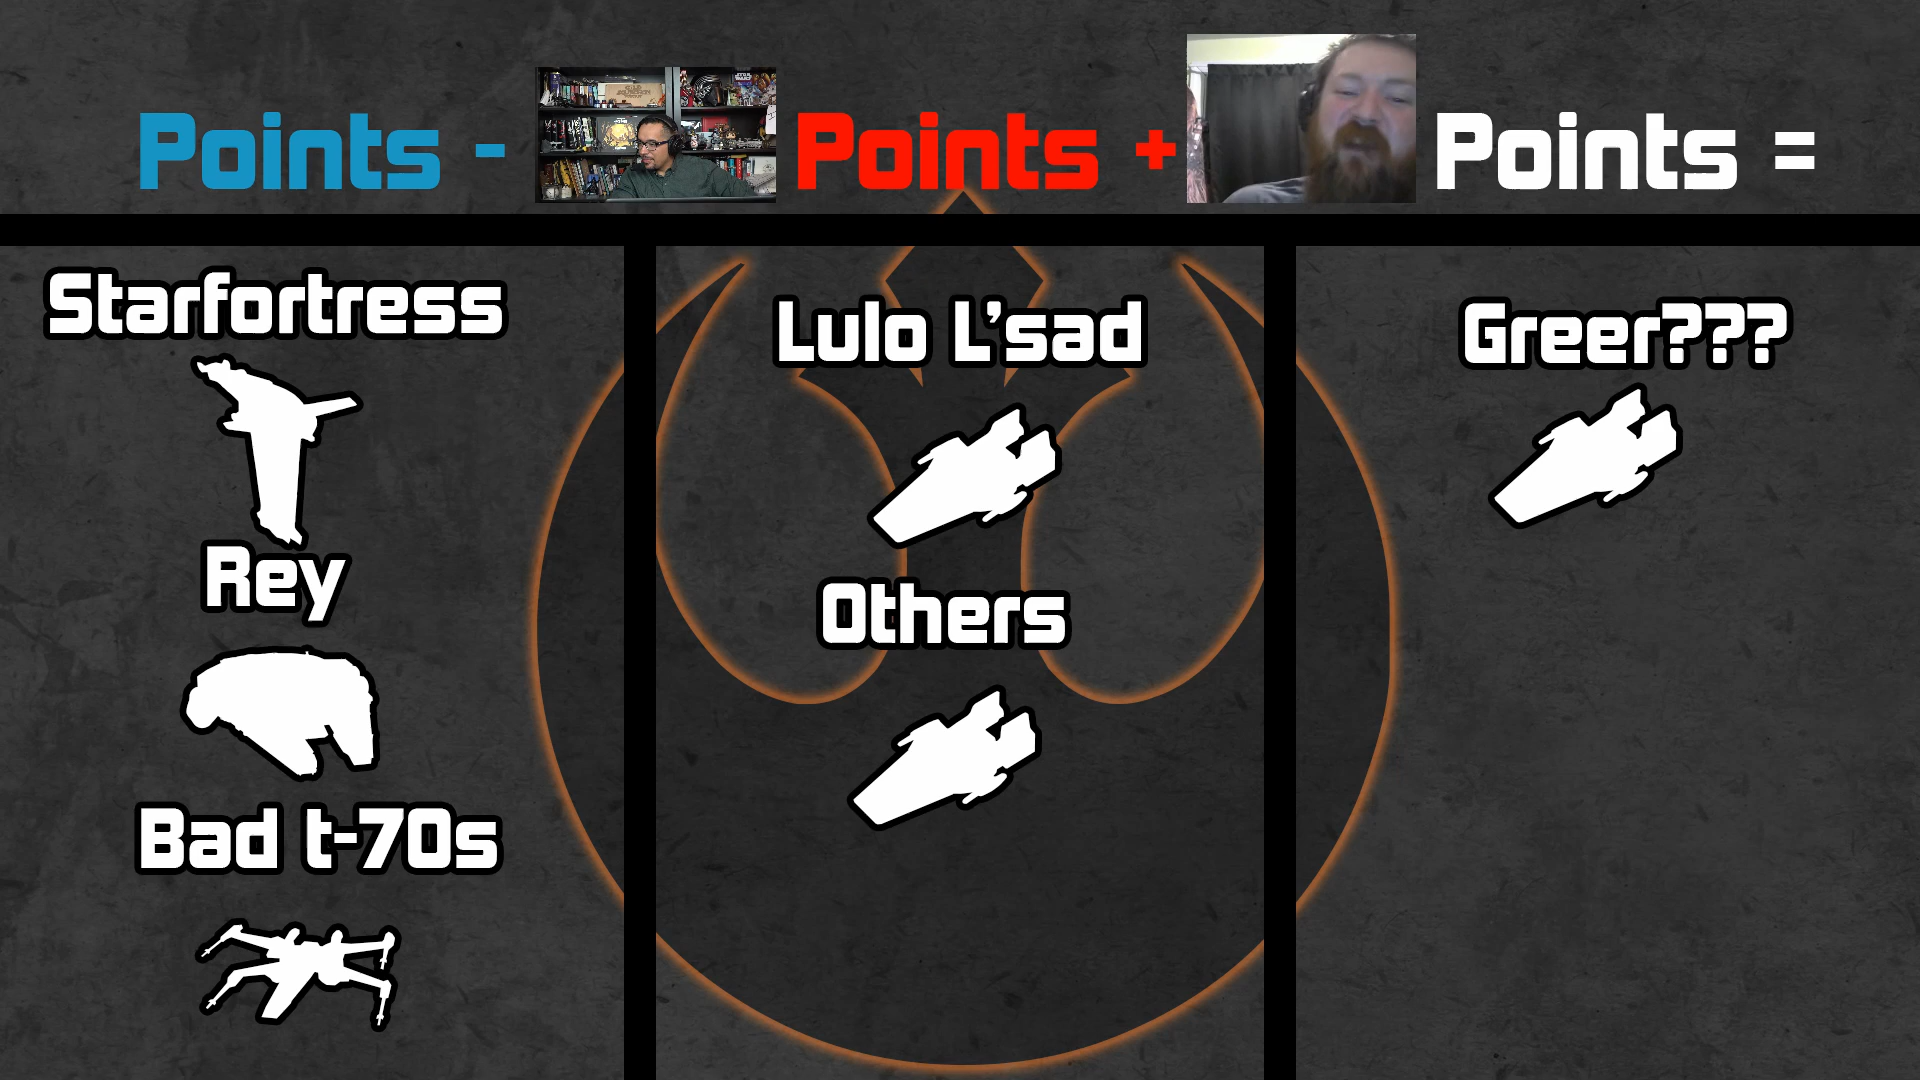 Points - Points + Points =
Starfortress
Rey
Bad t-70s
Lulo L'sad
Others
Greer???